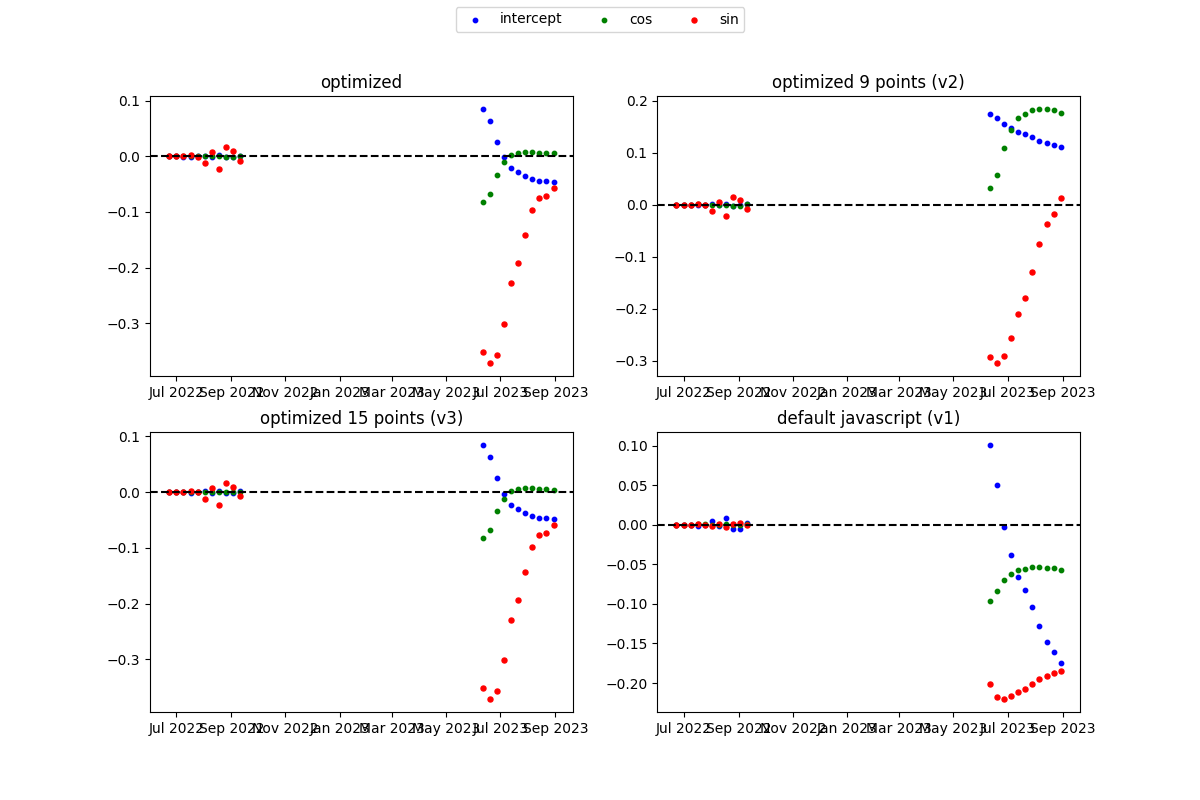 intercept cos sin
optimized
0.1
0.0
−0.1
−0.2
−0.3
Jul 2022 Sep 2022 Nov 2022 Jan 2023 Mar 2023 May 2023 Jul 2023 Sep 2023
optimized 9 points (v2)
0.2
0.1
0.0
−0.1
−0.2
−0.3
Jul 2022 Sep 2022 Nov 2022 Jan 2023 Mar 2023 May 2023 Jul 2023 Sep 2023
optimized 15 points (v3)
0.1
0.0
−0.1
−0.2
−0.3
Jul 2022 Sep 2022 Nov 2022 Jan 2023 Mar 2023 May 2023 Jul 2023 Sep 2023
default javascript (v1)
0.10
0.05
0.00
−0.05
−0.10
−0.15
−0.20
Jul 2022 Sep 2022 Nov 2022 Jan 2023 Mar 2023 May 2023 Jul 2023 Sep 2023